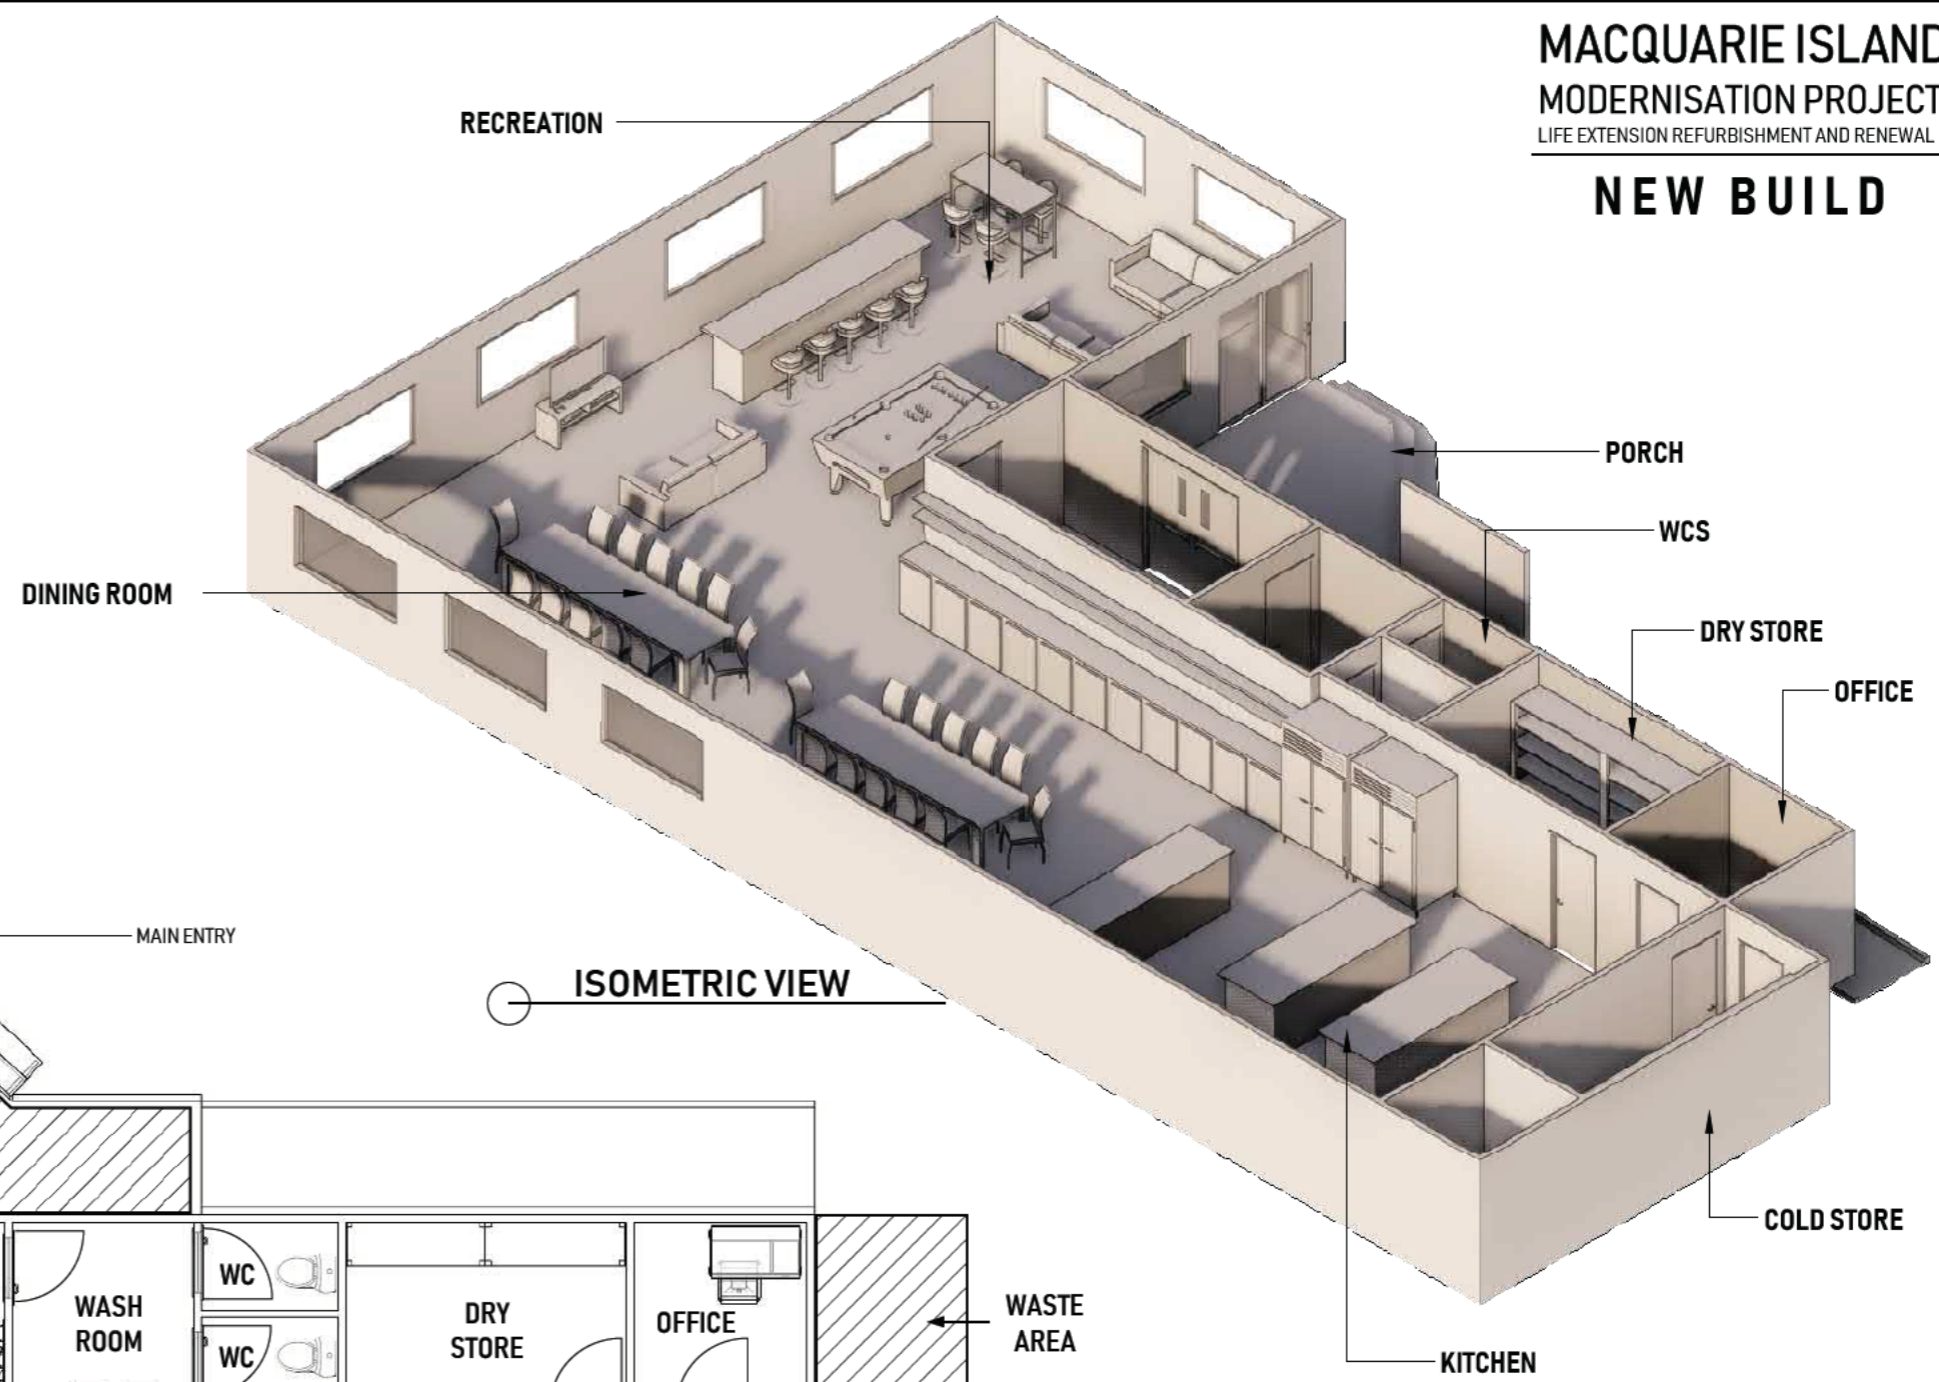 MACQUARIE ISLAND
MODERNISATION PROJECT
LIFE EXTENSION REFURBISHMENT AND RENEWAL
NEW BUILD
RECREATION
PORCH
WCS
DINING ROOM
DRY STORE
OFFICE
MAIN ENTRY
ISOMETRIC VIEW
COLD STORE
KITCHEN
WASH
ROOM
WC
WC
DRY
STORE
OFFICE
WASTE
AREA